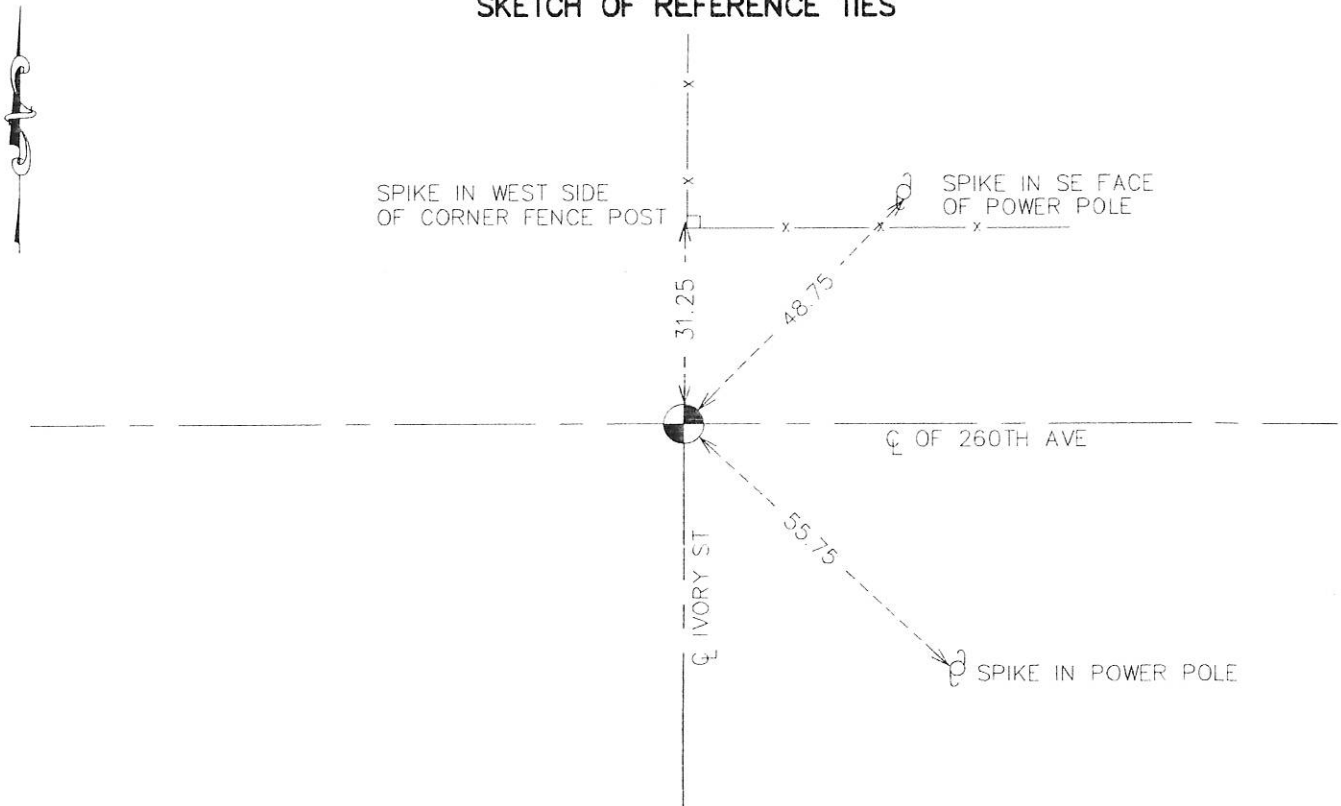 SKETCH OF REFERENCE TIES
SPIKE IN WEST SIDE
OF CORNER FENCE POST
SPIKE IN SE FACE
OF POWER POLE
31.25
48.75
℄ OF 260TH AVE
55.75
℄ IVORY ST
SPIKE IN POWER POLE